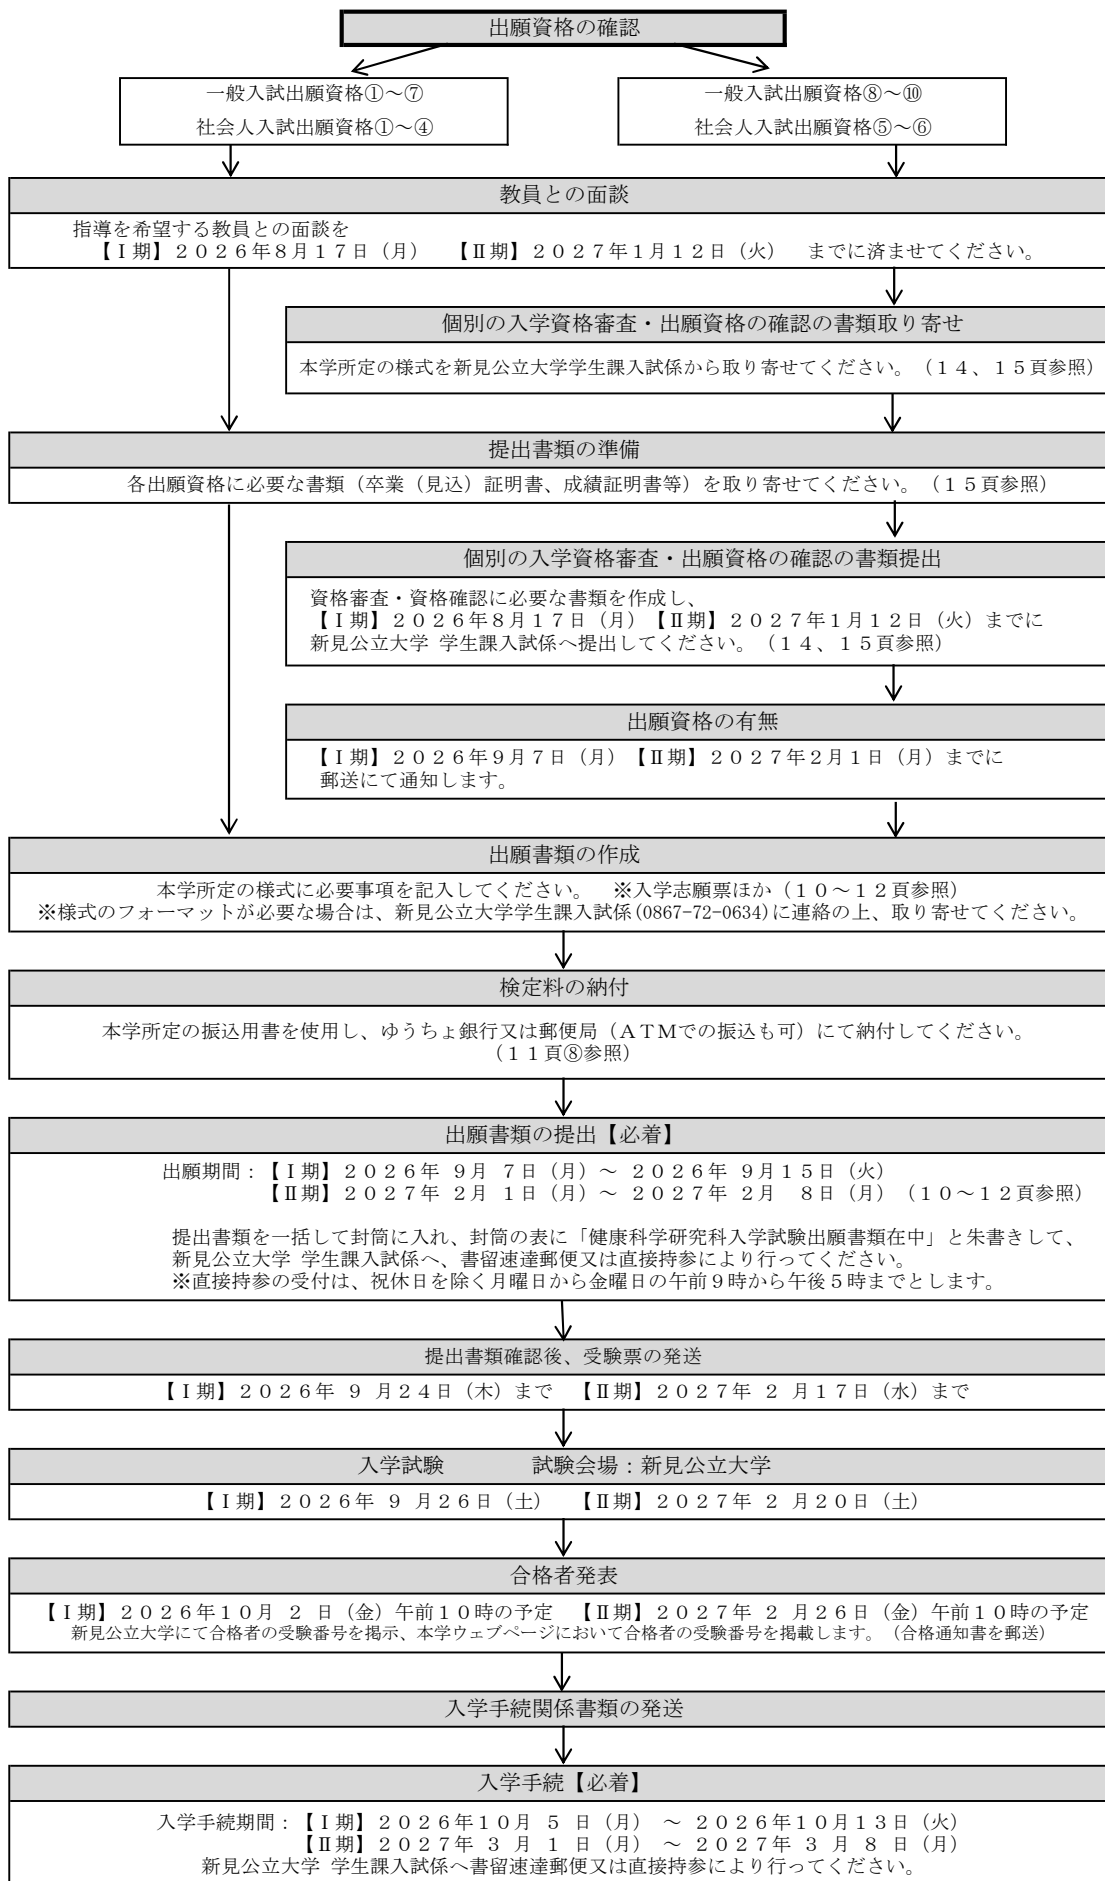 出願資格の確認
一般入試出願資格①～⑦
社会人入試出願資格①～④
一般入試出願資格⑧～⑩
社会人入試出願資格⑤～⑥
教員との面談
指導を希望する教員との面談を
【Ⅰ期】２０２６年８月１７日（月）　【Ⅱ期】２０２７年１月１２日（火）　までに済ませてください。
個別の入学資格審査・出願資格の確認の書類取り寄せ
本学所定の様式を新見公立大学学生課入試係から取り寄せてください。（１４、１５頁参照）
提出書類の準備
各出願資格に必要な書類（卒業（見込）証明書、成績証明書等）を取り寄せてください。（１５頁参照）
個別の入学資格審査・出願資格の確認の書類提出
資格審査・資格確認に必要な書類を作成し、
【Ⅰ期】２０２６年８月１７日（月）【Ⅱ期】２０２７年１月１２日（火）までに
新見公立大学 学生課入試係へ提出してください。（１４、１５頁参照）
出願資格の有無
【Ⅰ期】２０２６年９月７日（月）【Ⅱ期】２０２７年２月１日（月）までに
郵送にて通知します。
出願書類の作成
本学所定の様式に必要事項を記入してください。　※入学志願票ほか（１０～１２頁参照）
※様式のフォーマットが必要な場合は、新見公立大学学生課入試係(0867-72-0634)に連絡の上、取り寄せてください。
検定料の納付
本学所定の振込用書を使用し、ゆうちょ銀行又は郵便局（ＡＴＭでの振込も可）にて納付してください。
（１１頁⑧参照）
出願書類の提出【必着】
出願期間：【Ⅰ期】２０２６年 ９月 ７日（月）～ ２０２６年 ９月１５日（火）
【Ⅱ期】２０２７年 ２月 １日（月）～ ２０２７年 ２月　８日（月）（１０～１２頁参照）
提出書類を一括して封筒に入れ、封筒の表に「健康科学研究科入学試験出願書類在中」と朱書きして、
新見公立大学 学生課入試係へ、書留速達郵便又は直接持参により行ってください。
※直接持参の受付は、祝休日を除く月曜日から金曜日の午前９時から午後５時までとします。
提出書類確認後、受験票の発送
【Ⅰ期】２０２６年 ９ 月２４日（木）まで　【Ⅱ期】２０２７年 ２ 月１７日（水）まで
入学試験　　　試験会場：新見公立大学
【Ⅰ期】２０２６年 ９ 月２６日（土）　【Ⅱ期】２０２７年 ２ 月２０日（土）
合格者発表
【Ⅰ期】２０２６年１０月 ２ 日（金）午前１０時の予定　【Ⅱ期】２０２７年 ２ 月２６日（金）午前１０時の予定
新見公立大学にて合格者の受験番号を掲示、本学ウェブページにおいて合格者の受験番号を掲載します。（合格通知書を郵送）
入学手続関係書類の発送
入学手続【必着】
入学手続期間：【Ⅰ期】２０２６年１０月 ５ 日（月） ～ ２０２６年１０月１３日（火）
【Ⅱ期】２０２７年 ３ 月 １ 日（月） ～ ２０２７年 ３ 月 ８ 日（月）
新見公立大学 学生課入試係へ書留速達郵便又は直接持参により行ってください。